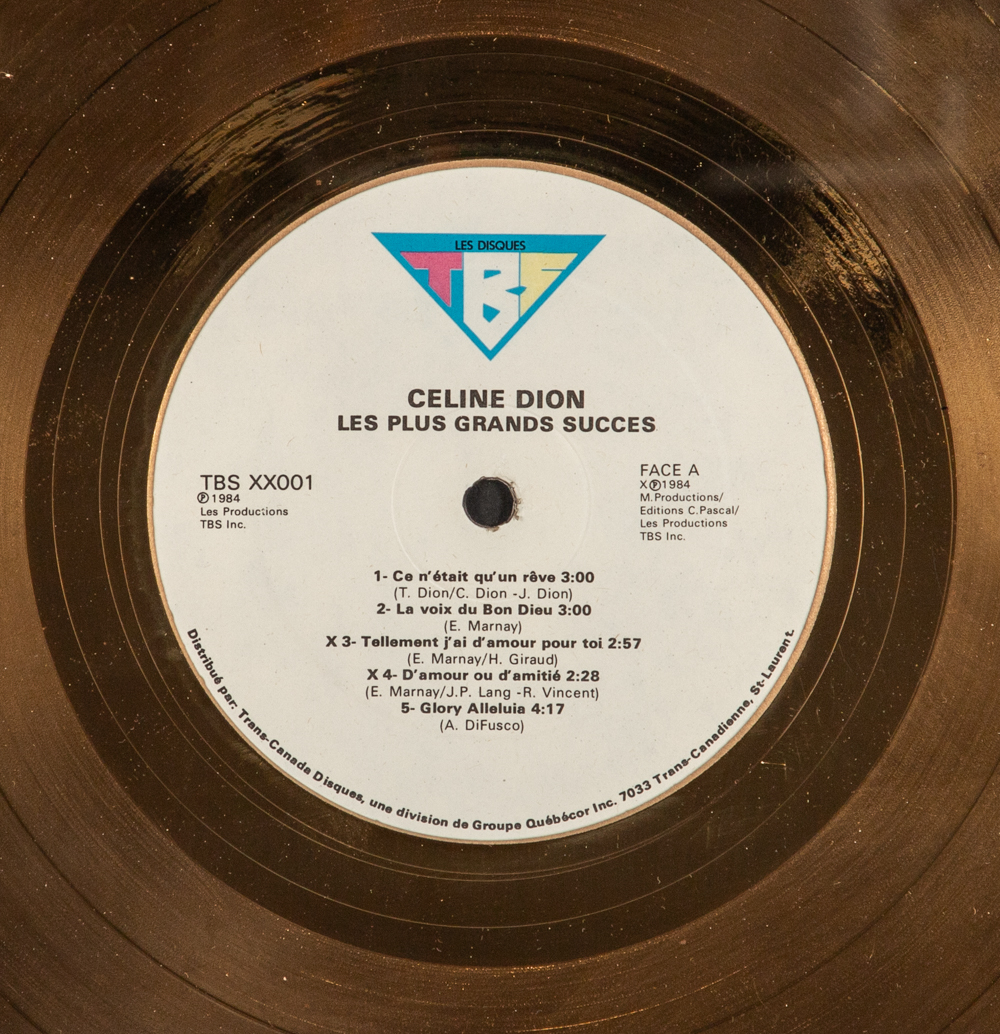 LES DISQUES
TBS
CELINE DION
LES PLUS GRANDS SUCCES
TBS XX001
℗1984
Les Productions
TBS Inc.
FACE A
X℗1984
M.Productions/
Editions C.Pascal/
Les Productions
TBS Inc.
1- Ce n'était qu'un rêve 3:00
(T. Dion/C. Dion -J. Dion)
2- La voix du Bon Dieu 3:00
(E. Marnay)
X 3- Tellement j'ai d'amour pour toi 2:57
(E. Marnay/H. Giraud)
X 4- D'amour ou d'amitié 2:28
(E. Marnay/J.P. Lang -R. Vincent)
5- Glory Alleluia 4:17
(A. DiFusco)
Distribué par: Trans-Canada Disques, une division de Groupe Québécor Inc. 7033 Trans-Canadienne, St-Laurent.